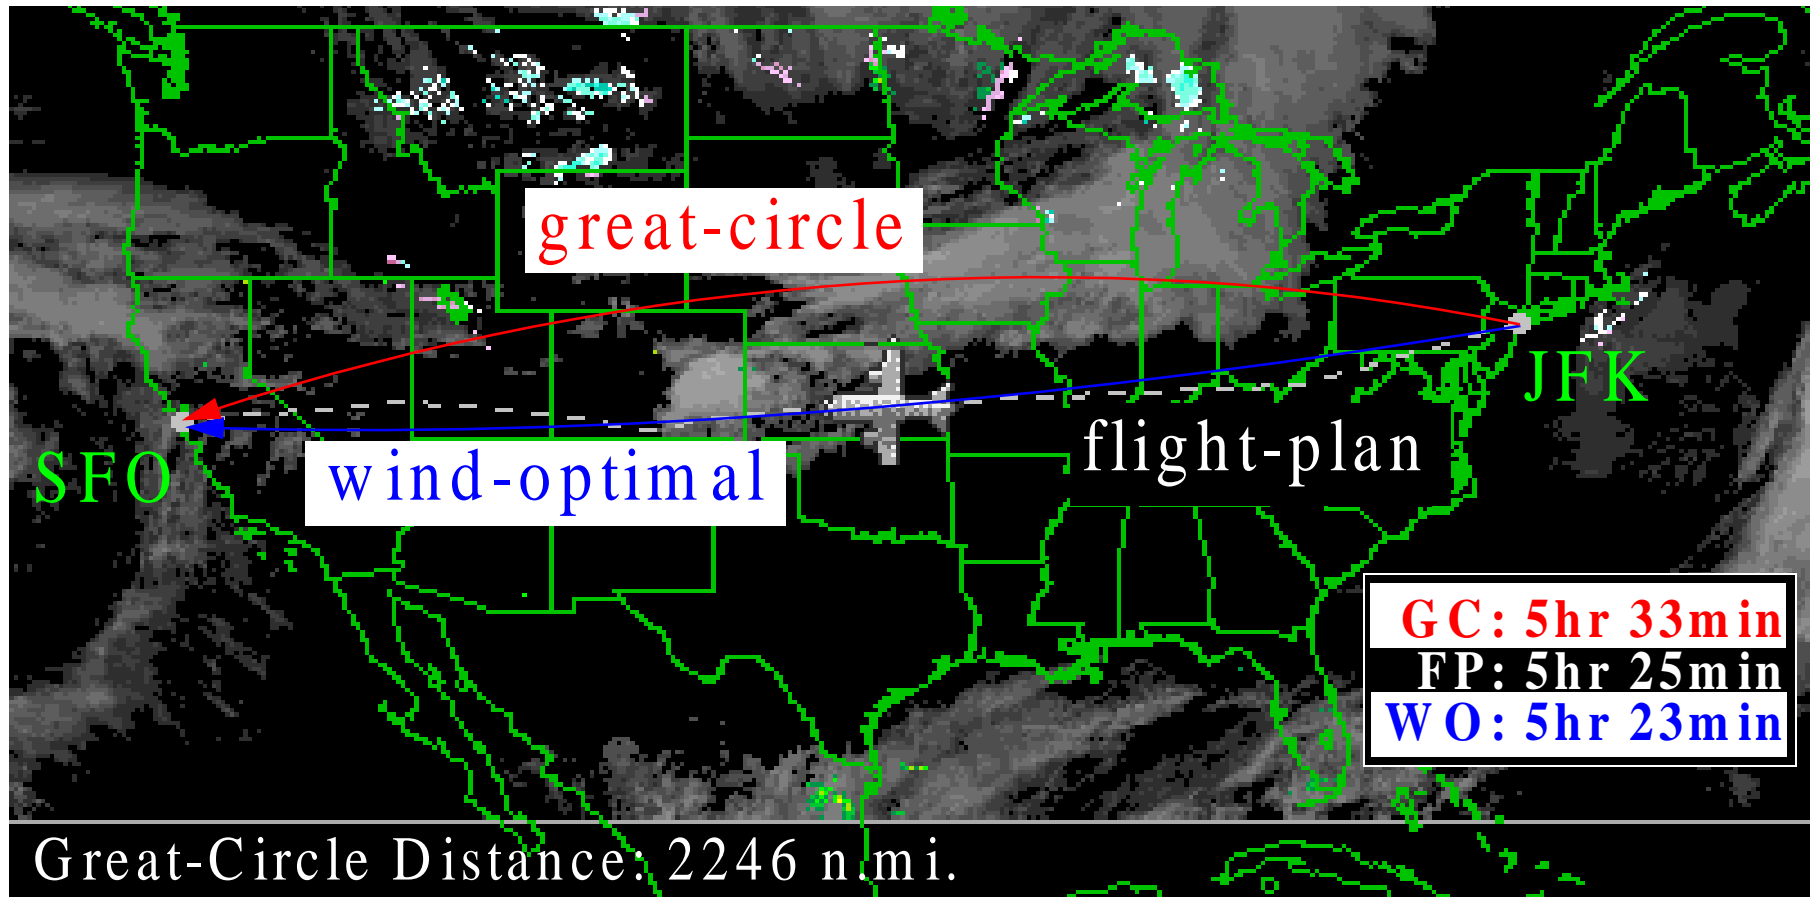 great-circle
JFK
flight-plan
SFO
wind-optimal
GC: 5hr 33min
FP: 5hr 25min
WO: 5hr 23min
Great-Circle Distance: 2246 n.mi.